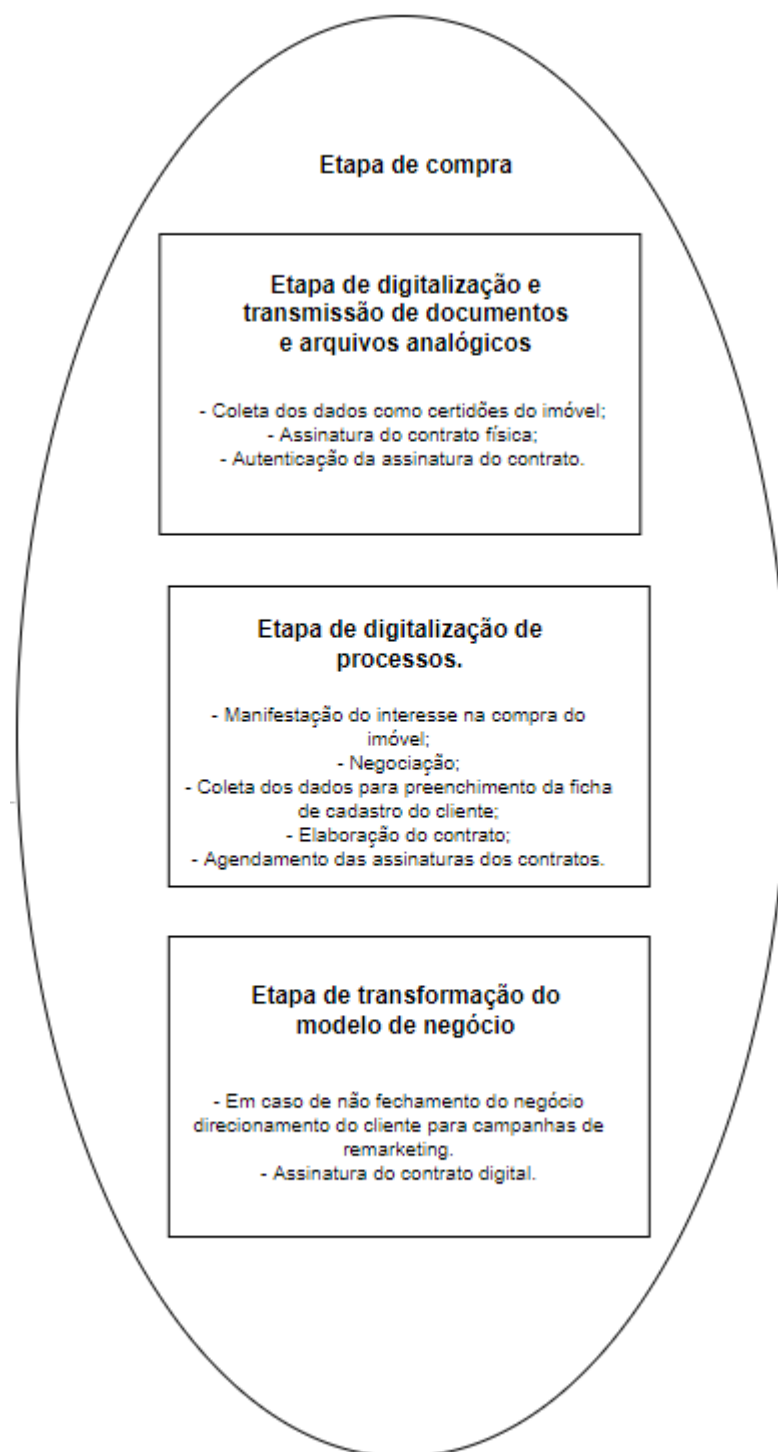 Etapa de compra
Etapa de digitalização e
transmissão de documentos
e arquivos analógicos
- Coleta dos dados como certidões do imóvel;
- Assinatura do contrato física;
- Autenticação da assinatura do contrato.
Etapa de digitalização de
processos.
- Manifestação do interesse na compra do
imóvel;
- Negociação;
- Coleta dos dados para preenchimento da ficha
de cadastro do cliente;
- Elaboração do contrato;
- Agendamento das assinaturas dos contratos.
Etapa de transformação do
modelo de negócio
- Em caso de não fechamento do negócio
direcionamento do cliente para campanhas de
remarketing.
- Assinatura do contrato digital.